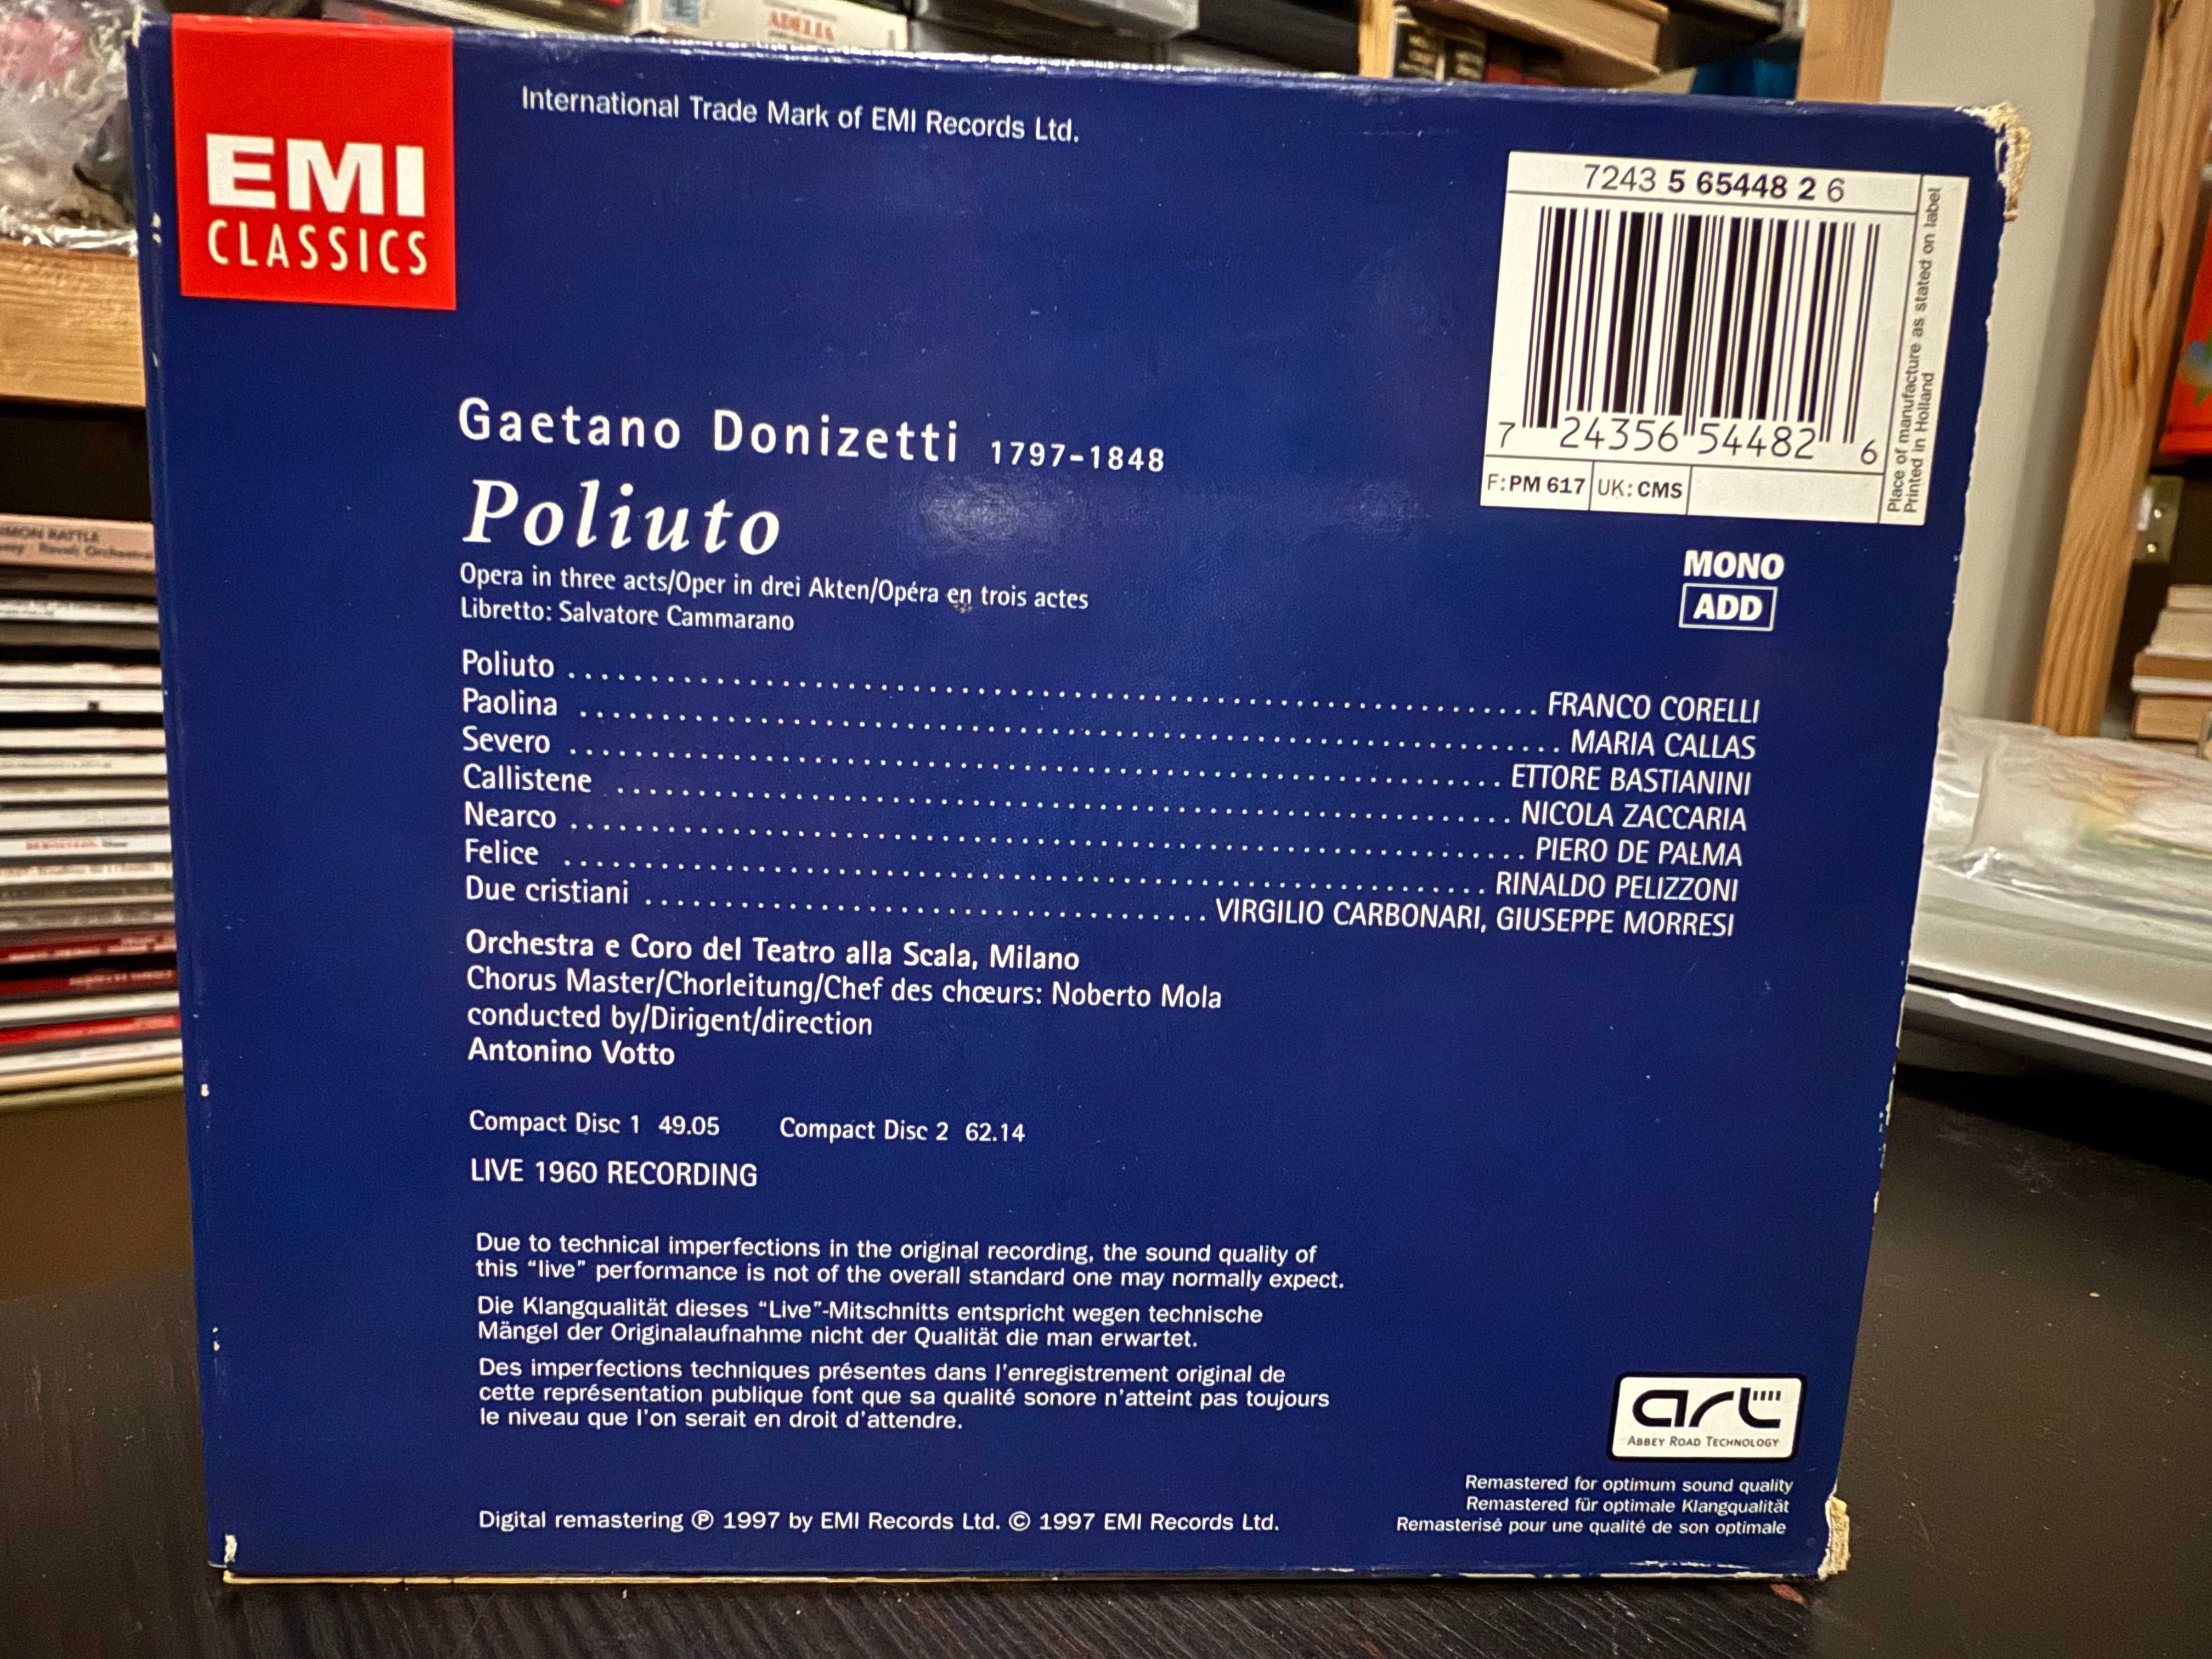 ADELIA
EMI
CLASSICS
International Trade Mark of EMI Records Ltd.
7243 5 65448 2 6
7 24356 54482 6
F: PM 617 UK: CMS
Place of manufacture as stated on label
Printed in Holland
Gaetano Donizetti 1797-1848
Poliuto
Opera in three acts/Oper in drei Akten/Opéra en trois actes
Libretto: Salvatore Cammarano
MONO
ADD
Poliuto FRANCO CORELLI
Paolina MARIA CALLAS
Severo ETTORE BASTIANINI
Callistene NICOLA ZACCARIA
Nearco PIERO DE PALMA
Felice RINALDO PELIZZONI
Due cristiani VIRGILIO CARBONARI, GIUSEPPE MORRESI
Orchestra e Coro del Teatro alla Scala, Milano
Chorus Master/Chorleitung/Chef des chœurs: Noberto Mola
conducted by/Dirigent/direction
Antonino Votto
Compact Disc 1 49.05 Compact Disc 2 62.14
LIVE 1960 RECORDING
Due to technical imperfections in the original recording, the sound quality of
this “live” performance is not of the overall standard one may normally expect.
Die Klangqualität dieses “Live”-Mitschnitts entspricht wegen technische
Mängel der Originalaufnahme nicht der Qualität die man erwartet.
Des imperfections techniques présentes dans l'enregistrement original de
cette représentation publique font que sa qualité sonore n'atteint pas toujours
le niveau que l'on serait en droit d'attendre.
art
ABBEY ROAD TECHNOLOGY
Remastered for optimum sound quality
Remastered für optimale Klangqualität
Remasterisé pour une qualité de son optimale
Digital remastering ℗ 1997 by EMI Records Ltd. © 1997 EMI Records Ltd.
RATTLE